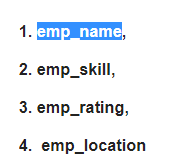 1. emp_name,
2. emp_skill,
3. emp_rating,
4. emp_location